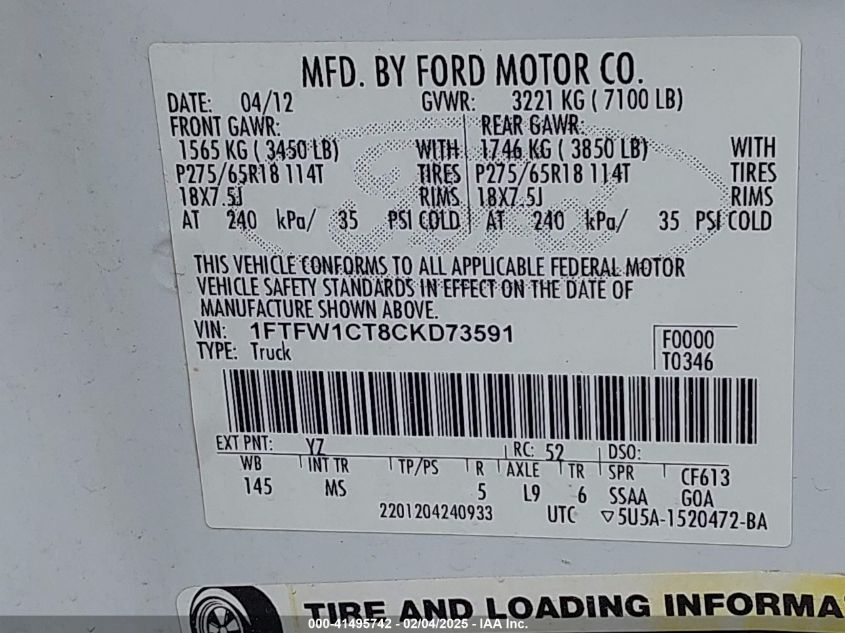 MFD. BY FORD MOTOR CO.
DATE: 04/12 GVWR: 3221 KG ( 7100 LB)
FRONT GAWR: REAR GAWR:
1565 KG ( 3450 LB) WITH 1746 KG ( 3850 LB) WITH
P275/65R18 114T TIRES P275/65R18 114T TIRES
18X7.5J RIMS 18X7.5J RIMS
AT 240 kPa/ 35 PSI COLD AT 240 kPa/ 35 PSI COLD
THIS VEHICLE CONFORMS TO ALL APPLICABLE FEDERAL MOTOR
VEHICLE SAFETY STANDARDS IN EFFECT ON THE DATE OF
MANUFACTURE SHOWN ABOVE.
VIN: 1FTFW1CT8CKD73591
TYPE: Truck
F0000
T0346
EXT PNT: YZ RC: 52 DSO:
WB INT TR TP/PS R AXLE TR SPR CF613
145 MS 5 L9 6 SSAA GOA
2201204240933 UTC ▽5U5A-1520472-BA
TIRE AND LOADING INFORMA
000-41495742 - 02/04/2025 - IAA Inc.